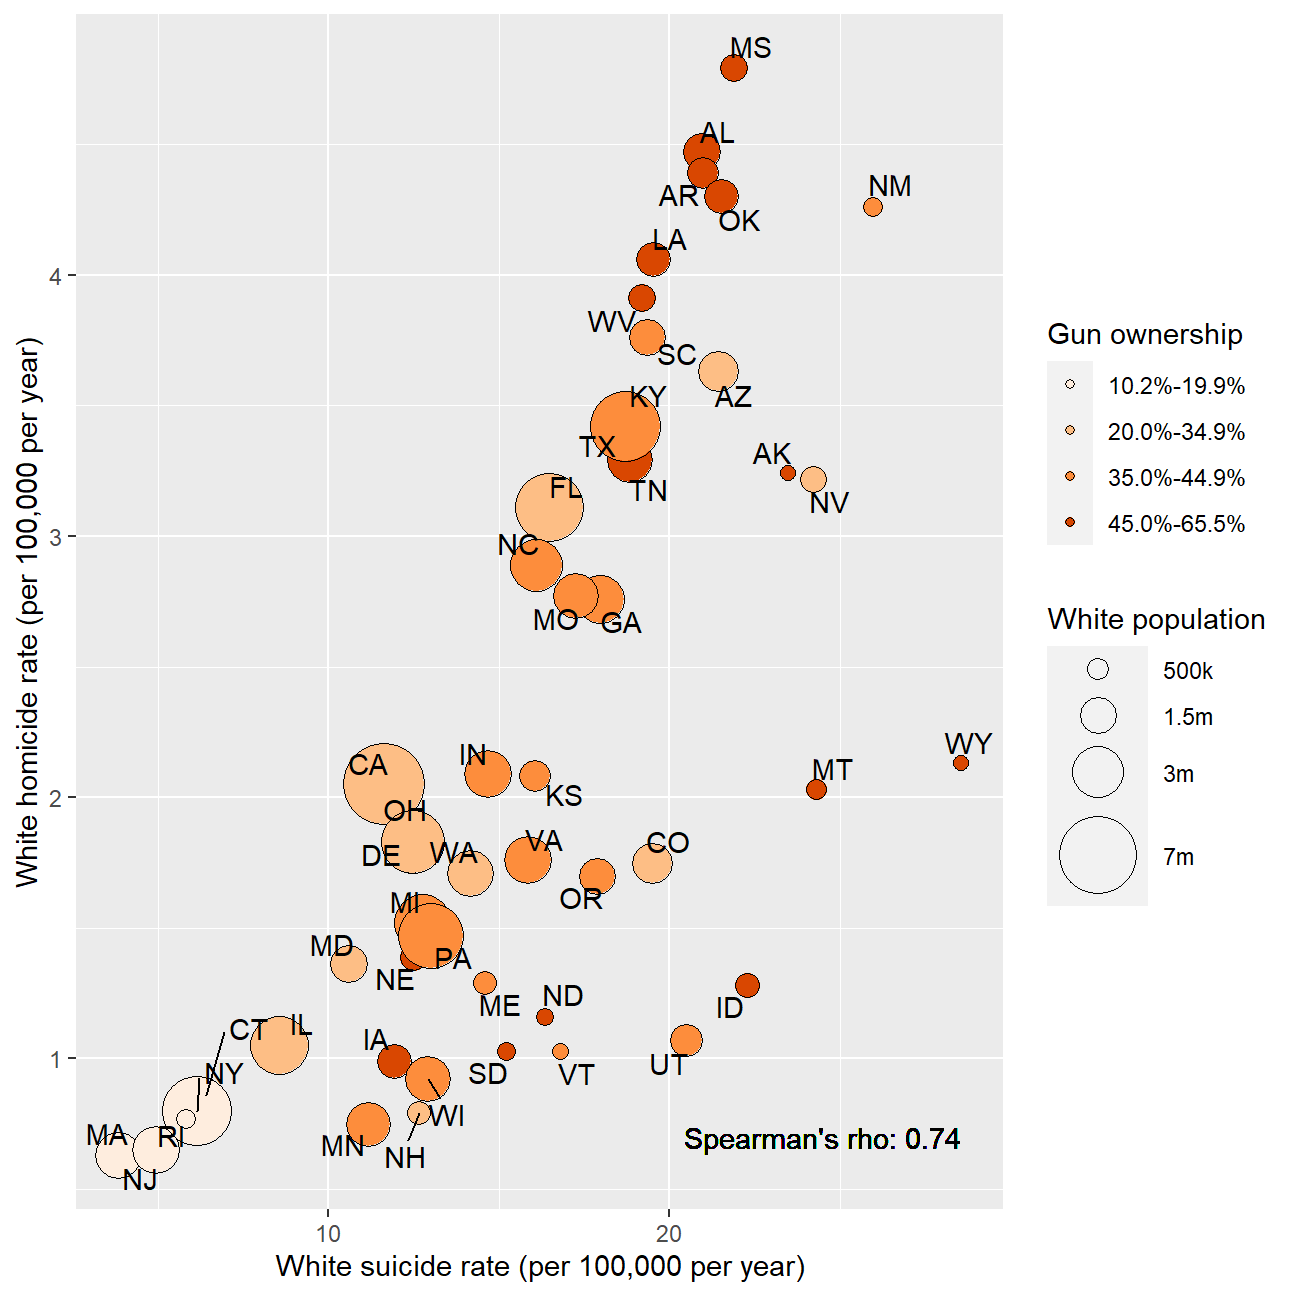 MS
AL
NM
AR
OK
LA
4
WV
SC
AZ
KY
TX
AK
TN
FL
NV
3
NC
MO
GA
WY
IN
CA
MT
2
KS
OH
VA
CO
DE
WA
OR
MI
MD
PA
NE
ME
ND
ID
CT
IL
IA
1
UT
NY
SD
VT
WI
MA
RI
MN
NH
NJ
Spearman's rho: 0.74
10
20
White suicide rate (per 100,000 per year)
White homicide rate (per 100,000 per year)
Gun ownership
10.2%-19.9%
20.0%-34.9%
35.0%-44.9%
45.0%-65.5%
White population
500k
1.5m
3m
7m